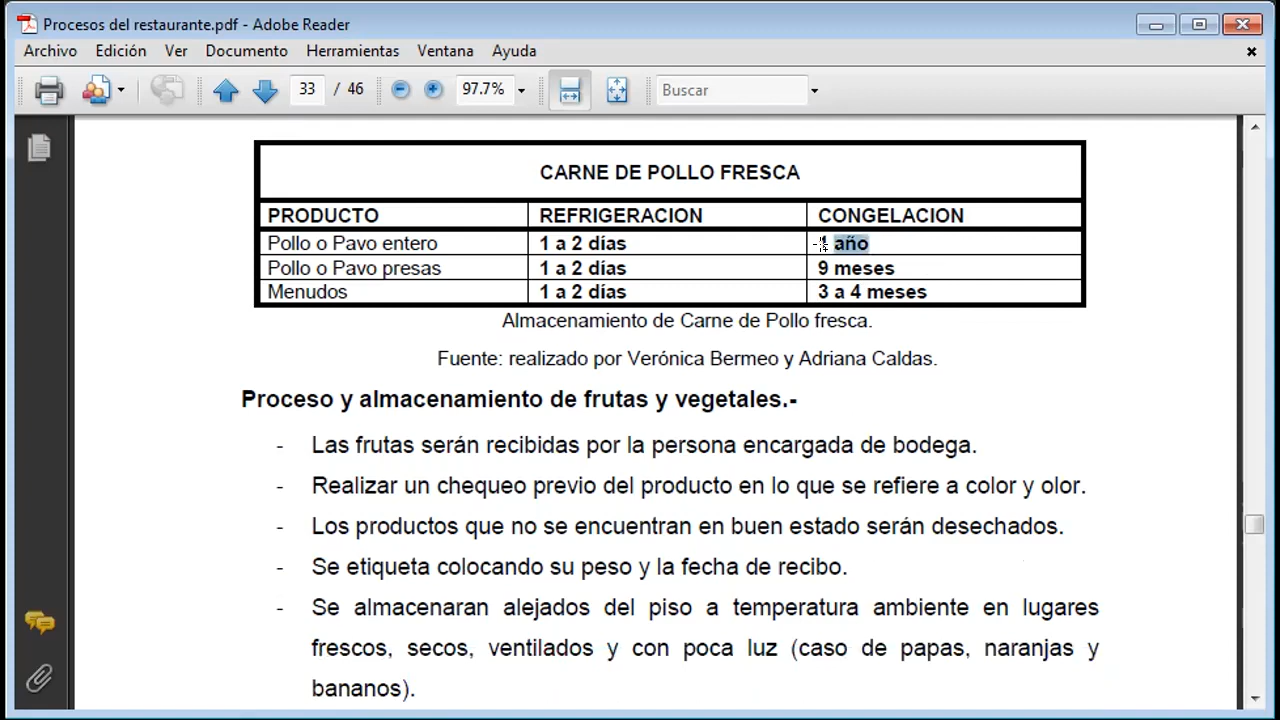 Procesos del restaurante.pdf - Adobe Reader
Archivo Edición Ver Documento Herramientas Ventana Ayuda
33 / 46 97.7% Buscar
CARNE DE POLLO FRESCA
PRODUCTO REFRIGERACION CONGELACION
Pollo o Pavo entero 1 a 2 días 1 año
Pollo o Pavo presas 1 a 2 días 9 meses
Menudos 1 a 2 días 3 a 4 meses
Almacenamiento de Carne de Pollo fresca.
Fuente: realizado por Verónica Bermeo y Adriana Caldas.
Proceso y almacenamiento de frutas y vegetales.-
- Las frutas serán recibidas por la persona encargada de bodega.
- Realizar un chequeo previo del producto en lo que se refiere a color y olor.
- Los productos que no se encuentran en buen estado serán desechados.
- Se etiqueta colocando su peso y la fecha de recibo.
- Se almacenaran alejados del piso a temperatura ambiente en lugares
frescos, secos, ventilados y con poca luz (caso de papas, naranjas y
bananos).